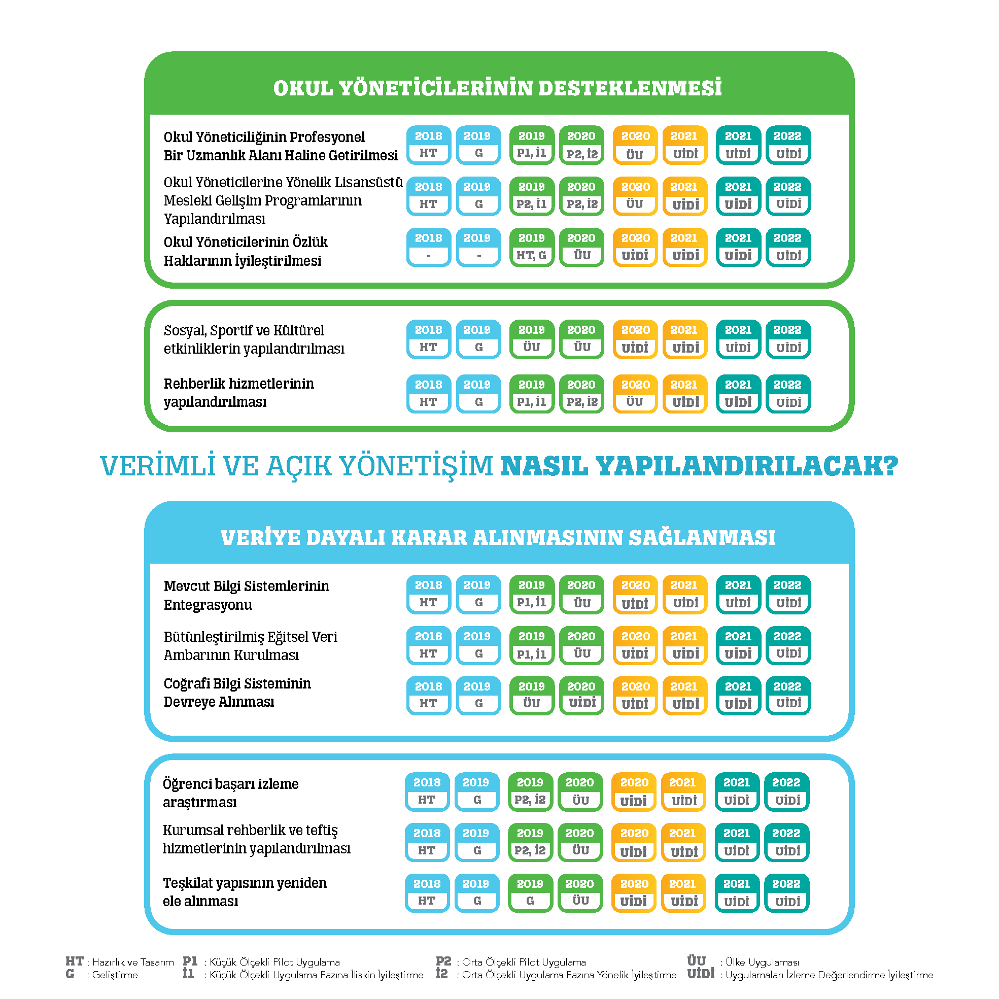 OKUL YÖNETİCİLERİNİN DESTEKLENMESİ
Okul Yöneticiliğinin Profesyonel
Bir Uzmanlık Alanı Haline Getirilmesi
2018 2019 2019 2020 2020 2021 2021 2022
HT G P1, İ1 P2, İ2 ÜU UİDİ UİDİ UİDİ
Okul Yöneticilerine Yönelik Lisansüstü
Mesleki Gelişim Programlarının
Yapılandırılması
2018 2019 2019 2020 2020 2021 2021 2022
HT G P2, İ1 P2, İ2 ÜU UİDİ UİDİ UİDİ
Okul Yöneticilerinin Özlük
Haklarının İyileştirilmesi
2018 2019 2019 2020 2020 2021 2021 2022
- - HT, G ÜU UİDİ UİDİ UİDİ UİDİ
Sosyal, Sportif ve Kültürel
etkinliklerin yapılandırılması
2018 2019 2019 2020 2020 2021 2021 2022
HT G ÜU ÜU UİDİ UİDİ UİDİ UİDİ
Rehberlik hizmetlerinin
yapılandırılması
2018 2019 2019 2020 2020 2021 2021 2022
HT G P1, İ1 P2, İ2 ÜU UİDİ UİDİ UİDİ
VERİMLİ VE AÇIK YÖNETİŞİM NASIL YAPILANDIRILACAK?
VERİYE DAYALI KARAR ALINMASININ SAĞLANMASI
Mevcut Bilgi Sistemlerinin
Entegrasyonu
2018 2019 2019 2020 2020 2021 2021 2022
HT G P1, İ1 ÜU UİDİ UİDİ UİDİ UİDİ
Bütünleştirilmiş Eğitsel Veri
Ambarının Kurulması
2018 2019 2019 2020 2020 2021 2021 2022
HT G P1, İ1 ÜU UİDİ UİDİ UİDİ UİDİ
Coğrafi Bilgi Sisteminin
Devreye Alınması
2018 2019 2019 2020 2020 2021 2021 2022
HT G ÜU UİDİ UİDİ UİDİ UİDİ UİDİ
Öğrenci başarı izleme
araştırması
2018 2019 2019 2020 2020 2021 2021 2022
HT G P2, İ2 ÜU UİDİ UİDİ UİDİ UİDİ
Kurumsal rehberlik ve teftiş
hizmetlerinin yapılandırılması
2018 2019 2019 2020 2020 2021 2021 2022
HT G P2, İ2 ÜU UİDİ UİDİ UİDİ UİDİ
Teşkilat yapısının yeniden
ele alınması
2018 2019 2019 2020 2020 2021 2021 2022
HT G G ÜU UİDİ UİDİ UİDİ UİDİ
HT : Hazırlık ve Tasarım P1 : Küçük Ölçekli Pilot Uygulama P2 : Orta Ölçekli Pilot Uygulama ÜU : Ülke Uygulaması
G : Geliştirme İ1 : Küçük Ölçekli Uygulama Fazına İlişkin İyileştirme İ2 : Orta Ölçekli Uygulama Fazına Yönelik İyileştirme UİDİ : Uygulamaları İzleme Değerlendirme İyileştirme